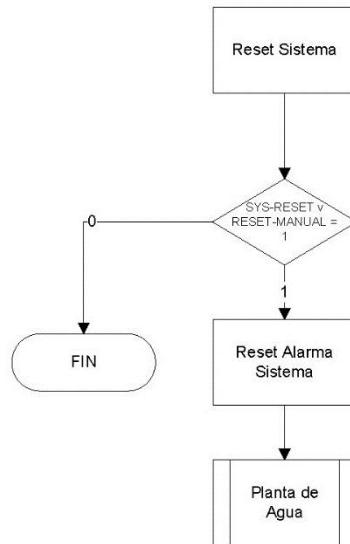 Reset Sistema
SYS-RESET v
RESET-MANUAL =
1
0
1
FIN
Reset Alarma
Sistema
Planta de
Agua